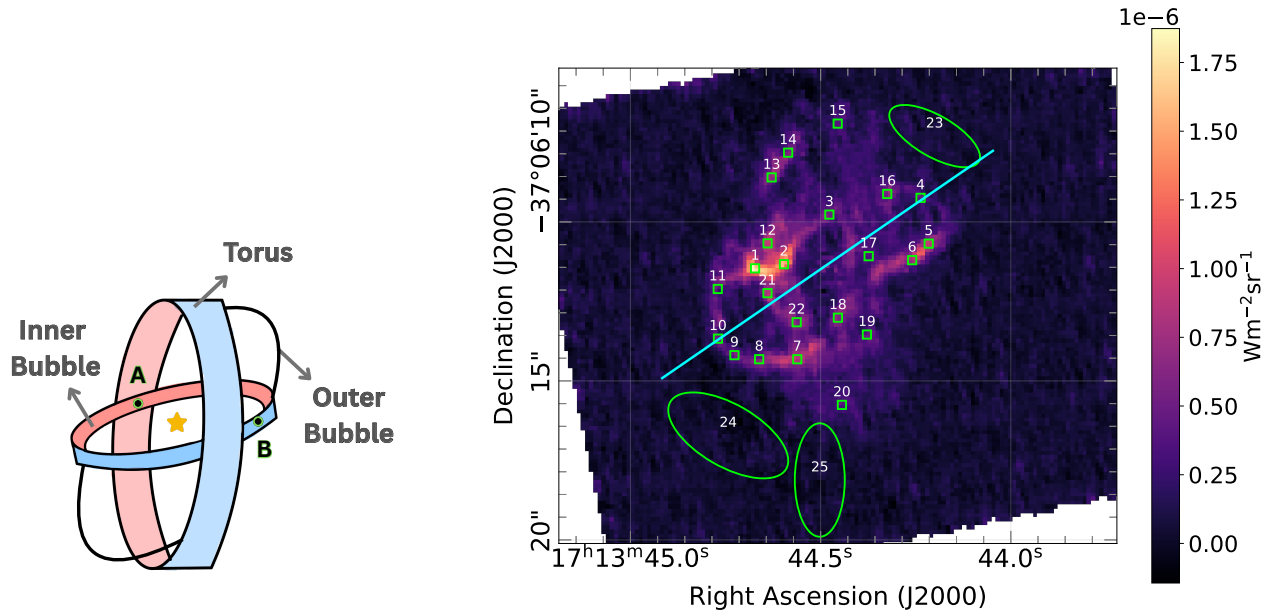 Torus
Inner
Bubble
A
Outer
Bubble
B
1e−6
−37°06'10"
15"
20"
Declination (J2000)
15
23
14
13
16
4
3
12
5
17
6
1
2
11
21
10
22
18
19
9
8
7
20
24
25
17ʰ13ᵐ45.0ˢ
44.5ˢ
44.0ˢ
Right Ascension (J2000)
1.75
1.50
1.25
1.00
0.75
0.50
0.25
0.00
Wm⁻²sr⁻¹